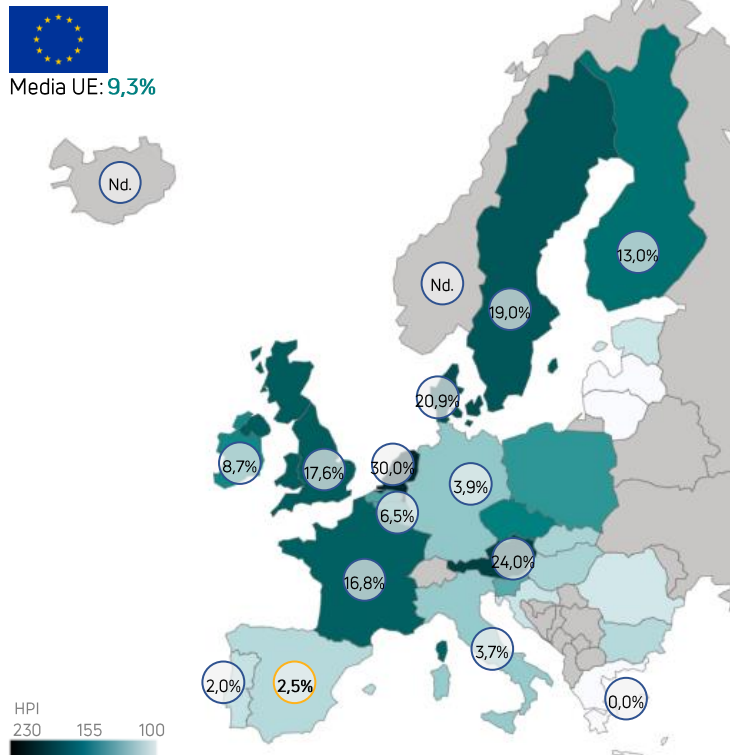 Media UE: 9,3%
Nd.
13,0%
Nd.
19,0%
20,9%
8,7%
17,6%
30,0%
3,9%
6,5%
24,0%
16,8%
3,7%
2,0%
2,5%
0,0%
HPI
230 155 100